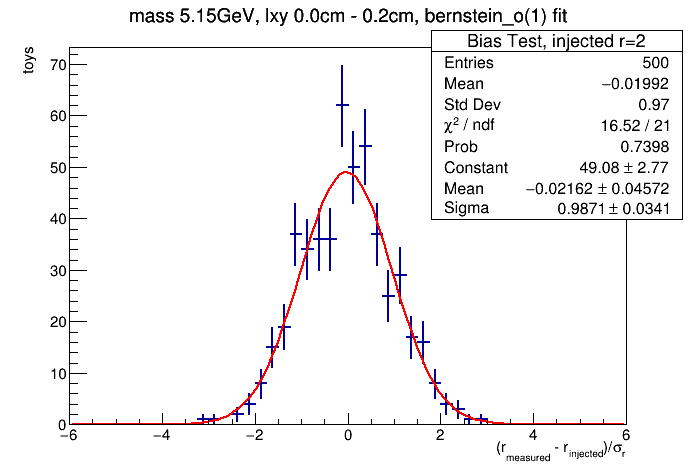 mass 5.15GeV, lxy 0.0cm - 0.2cm, bernstein_o(1) fit
Bias Test, injected r=2
Entries 500
Mean −0.01992
Std Dev 0.97
χ² / ndf 16.52 / 21
Prob 0.7398
Constant 49.08 ± 2.77
Mean −0.02162 ± 0.04572
Sigma 0.9871 ± 0.0341
toys
70
60
50
40
30
20
10
0
−6 −4 −2 0 2 4 6
(r_measured - r_injected)/σ_r